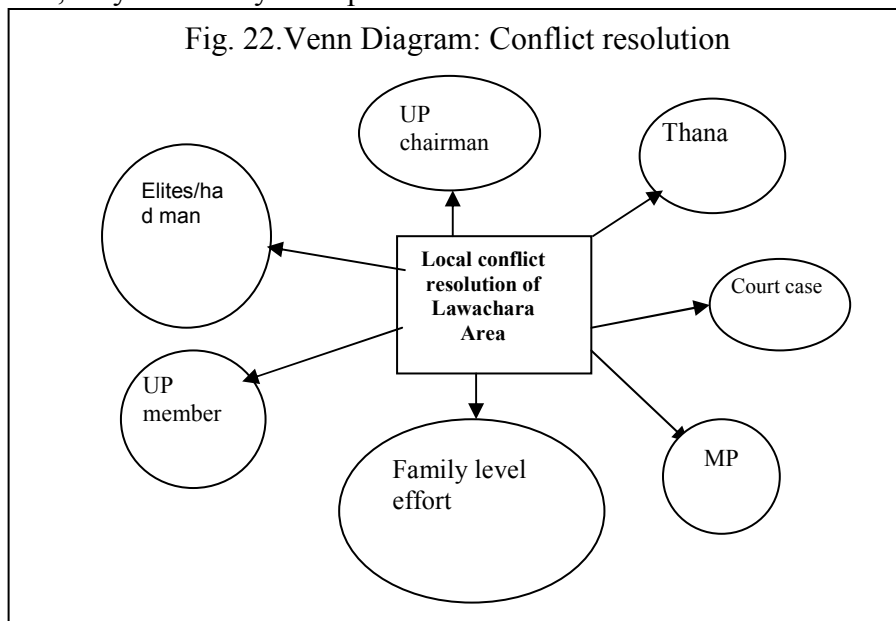 Fig. 22.Venn Diagram: Conflict resolution
UP
chairman
Thana
Elites/ha
d man
Local conflict
resolution of
Lawachara
Area
Court case
UP
member
Family level
effort
MP